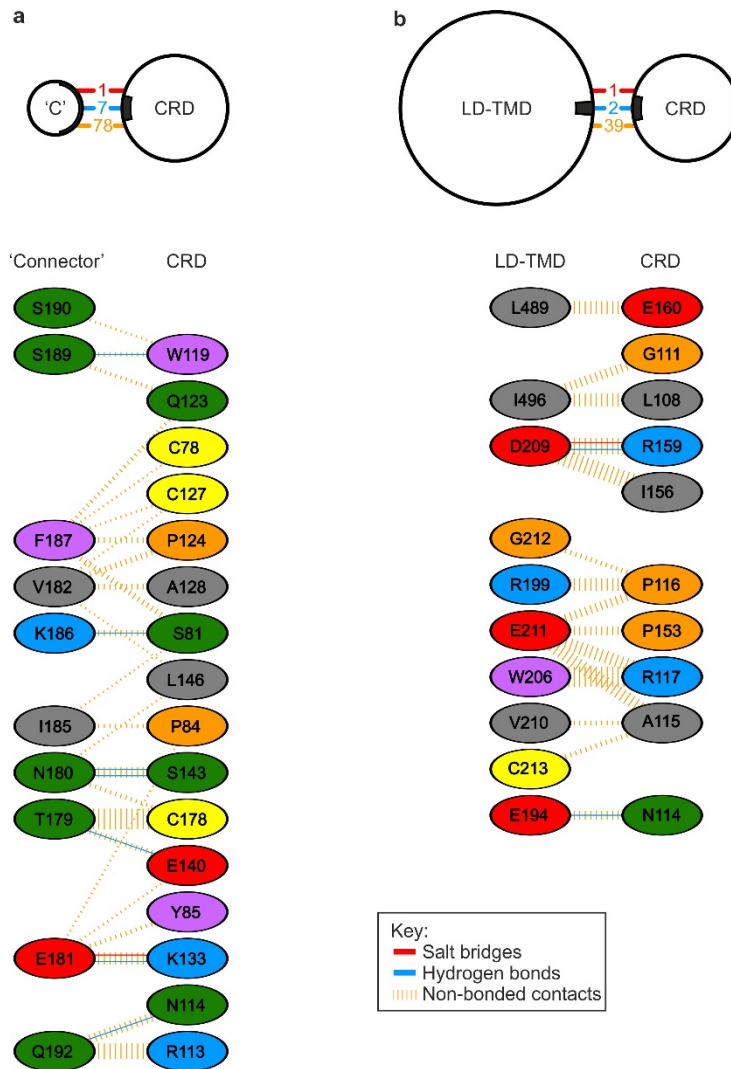 a
'C'
1
7
78
CRD
b
LD-TMD
1
2
39
CRD
'Connector' CRD
S190
S189 W119
Q123
C78
C127
F187 P124
V182 A128
K186 S81
L146
I185 P84
N180 S143
T179 C178
E140
Y85
E181 K133
N114
Q192 R113
LD-TMD CRD
L489 E160
G111
I496 L108
D209 R159
I156
G212
R199 P116
E211 P153
W206 R117
V210 A115
C213
E194 N114
Key:
Salt bridges
Hydrogen bonds
Non-bonded contacts